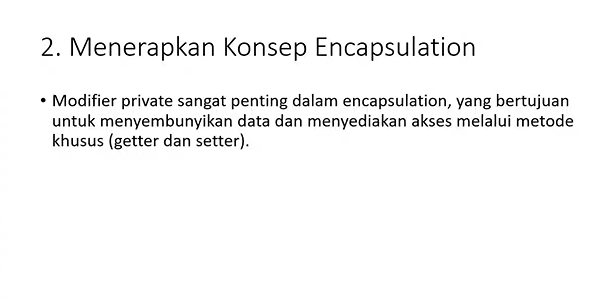 2. Menerapkan Konsep Encapsulation
• Modifier private sangat penting dalam encapsulation, yang bertujuan
untuk menyembunyikan data dan menyediakan akses melalui metode
khusus (getter dan setter).